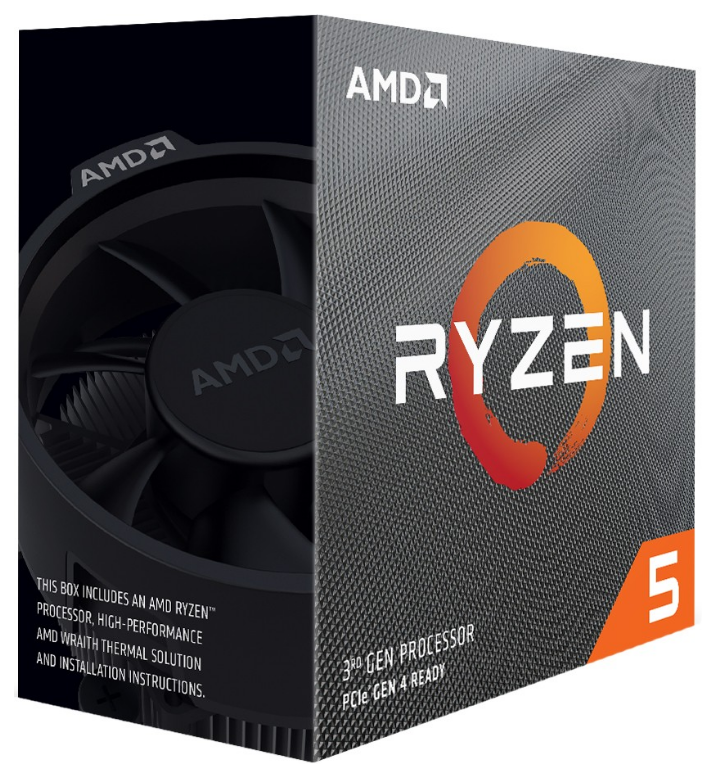 AMD
AMD
THIS BOX INCLUDES AN AMD RYZEN™
PROCESSOR, HIGH-PERFORMANCE
AMD WRAITH THERMAL SOLUTION
AND INSTALLATION INSTRUCTIONS.
AMD
RYZEN
5
3RD GEN PROCESSOR
PCIe GEN 4 READY